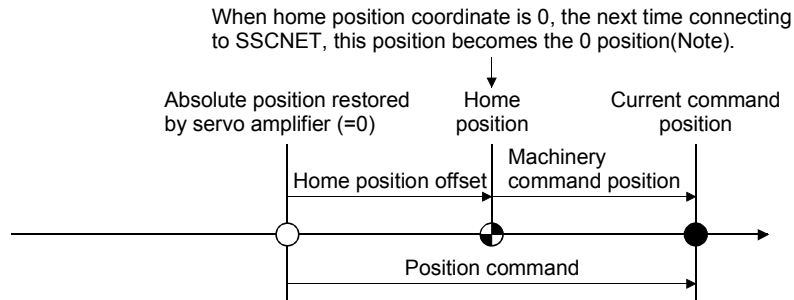 When home position coordinate is 0, the next time connecting
to SSCNET, this position becomes the 0 position(Note).
Absolute position restored
by servo amplifier (=0)
Home
position
Current command
position
Home position offset
Machinery
command position
Position command